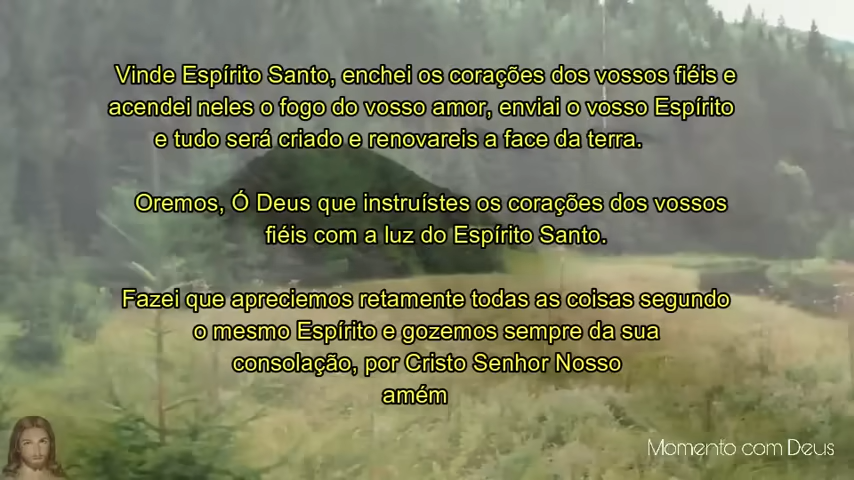 Vinde Espírito Santo, enchei os corações dos vossos fiéis e
acendei neles o fogo do vosso amor, enviai o vosso Espírito
e tudo será criado e renovareis a face da terra.
Oremos, Ó Deus que instruístes os corações dos vossos
fiéis com a luz do Espírito Santo.
Fazei que apreciemos retamente todas as coisas segundo
o mesmo Espírito e gozemos sempre da sua
consolação, por Cristo Senhor Nosso
amém
Momento com Deus